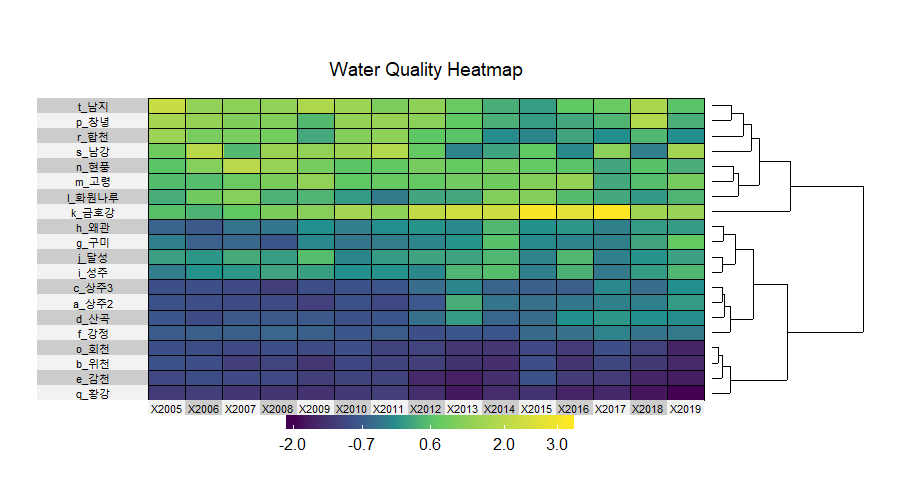 Water Quality Heatmap
t_남지
p_창녕
r_합천
s_남강
n_현풍
m_고령
l_화원나루
k_금호강
h_왜관
g_구미
j_달성
i_성주
c_상주3
a_상주2
d_산곡
f_강정
o_회천
b_위천
e_감천
q_황강
X2005 X2006 X2007 X2008 X2009 X2010 X2011 X2012 X2013 X2014 X2015 X2016 X2017 X2018 X2019
-2.0 -0.7 0.6 2.0 3.0